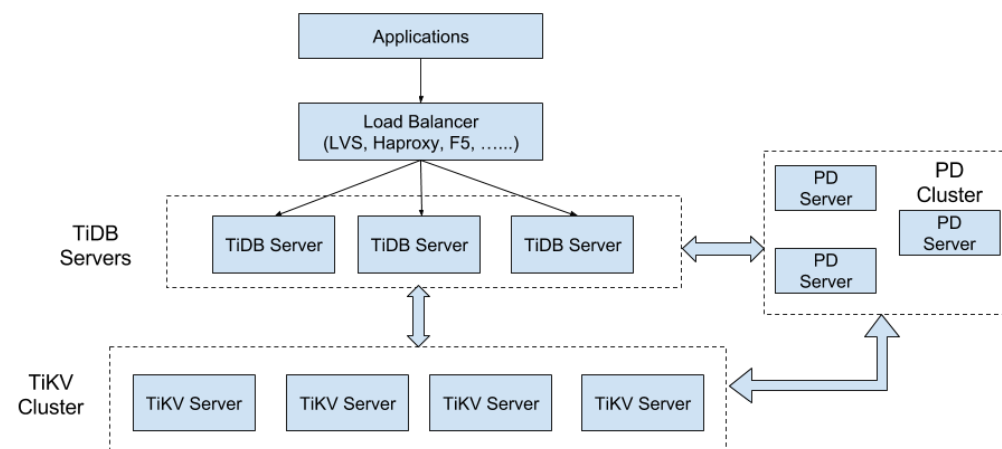 Applications
Load Balancer
(LVS, Haproxy, F5, …...)
TiDB
Servers
TiDB Server
TiDB Server
TiDB Server
PD
Cluster
PD
Server
PD
Server
PD
Server
TiKV
Cluster
TiKV Server
TiKV Server
TiKV Server
TiKV Server